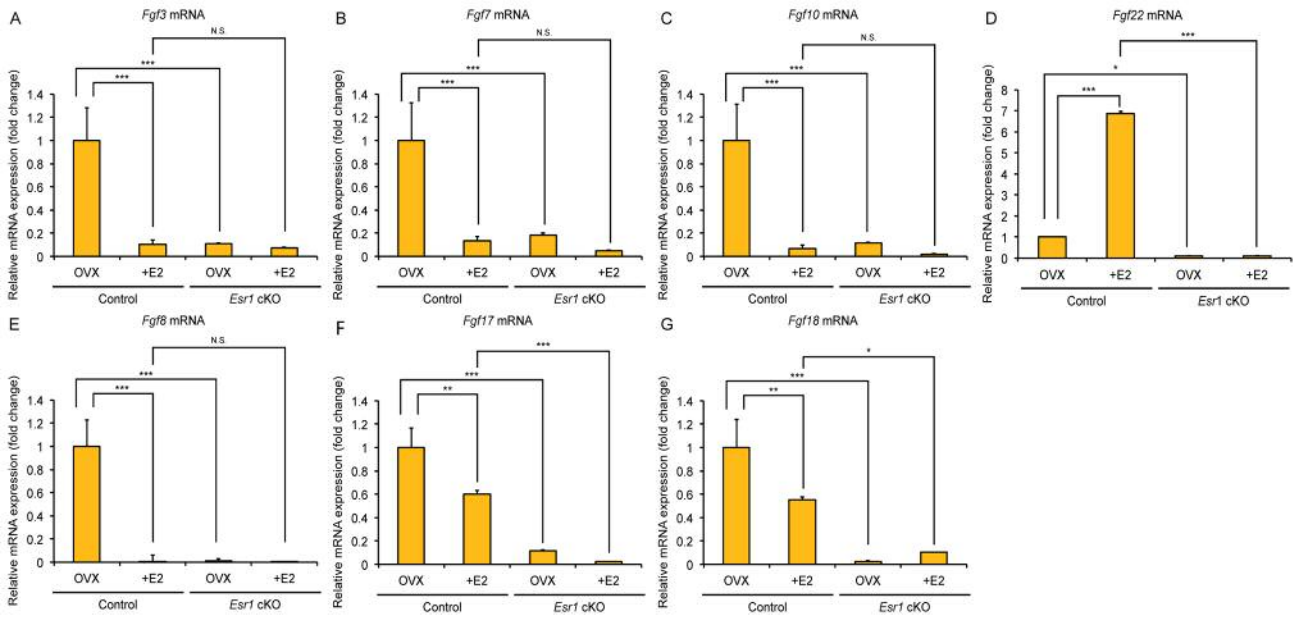 A
Fgf3 mRNA
N.S.
***
***
Relative mRNA expression (fold change)
1.4
1.2
1
0.8
0.6
0.4
0.2
0
OVX +E2 OVX +E2
Control Esr1 cKO
B
Fgf7 mRNA
N.S.
***
***
Relative mRNA expression (fold change)
1.4
1.2
1
0.8
0.6
0.4
0.2
0
OVX +E2 OVX +E2
Control Esr1 cKO
C
Fgf10 mRNA
N.S.
***
***
Relative mRNA expression (fold change)
1.4
1.2
1
0.8
0.6
0.4
0.2
0
OVX +E2 OVX +E2
Control Esr1 cKO
D
Fgf22 mRNA
***
*
***
Relative mRNA expression (fold change)
8
7
6
5
4
3
2
1
0
OVX +E2 OVX +E2
Control Esr1 cKO
E
Fgf8 mRNA
N.S.
***
***
Relative mRNA expression (fold change)
1.4
1.2
1
0.8
0.6
0.4
0.2
0
OVX +E2 OVX +E2
Control Esr1 cKO
F
Fgf17 mRNA
***
***
**
Relative mRNA expression (fold change)
1.4
1.2
1
0.8
0.6
0.4
0.2
0
OVX +E2 OVX +E2
Control Esr1 cKO
G
Fgf18 mRNA
*
***
**
Relative mRNA expression (fold change)
1.4
1.2
1
0.8
0.6
0.4
0.2
0
OVX +E2 OVX +E2
Control Esr1 cKO